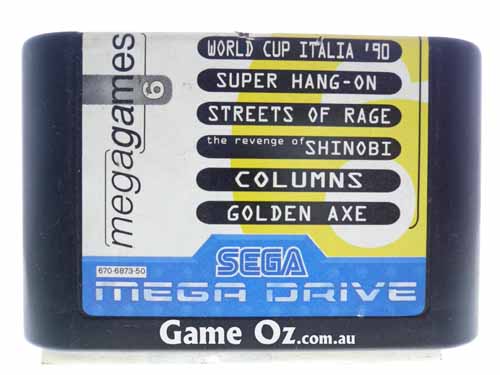 WORLD CUP ITALIA '90
SUPER HANG-ON
STREETS OF RAGE
the revenge of SHINOBI
COLUMNS
GOLDEN AXE
megagames 6
SEGA
670-6873-50
MEGA DRIVE
Game Oz.com.au